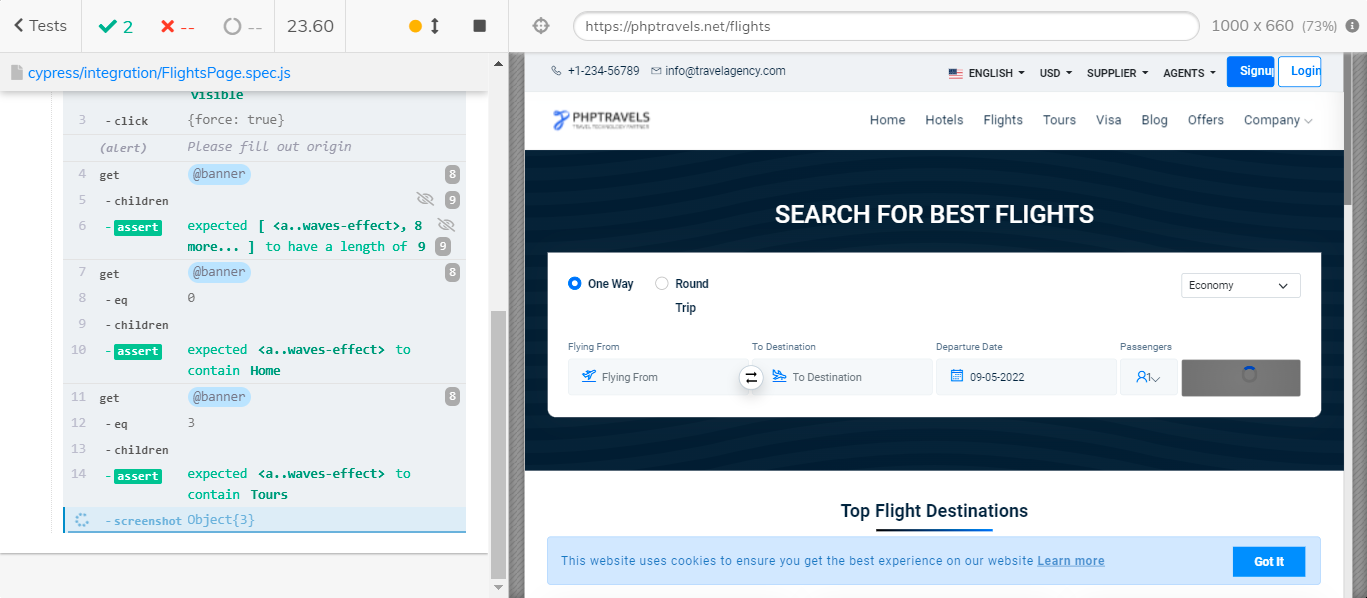 Tests 2 -- -- 23.60
https://phptravels.net/flights 1000 x 660 (73%)
cypress/integration/FlightsPage.spec.js
visible
3 - click {force: true}
(alert) Please fill out origin
4 get @banner 8
5 - children 9
6 - assert expected [ <a..waves-effect>, 8
more... ] to have a length of 9 9
7 get @banner 8
8 - eq 0
9 - children
10 - assert expected <a..waves-effect> to
contain Home
11 get @banner 8
12 - eq 3
13 - children
14 - assert expected <a..waves-effect> to
contain Tours
- screenshot Object{3}
+1-234-56789 info@travelagency.com ENGLISH USD SUPPLIER AGENTS Signup Login
PHPTRAVELS
TRAVEL TECHNOLOGY PARTNER
Home Hotels Flights Tours Visa Blog Offers Company
SEARCH FOR BEST FLIGHTS
One Way Round
Trip
Economy
Flying From To Destination Departure Date Passengers
Flying From To Destination 09-05-2022 1
Top Flight Destinations
This website uses cookies to ensure you get the best experience on our website Learn more Got It